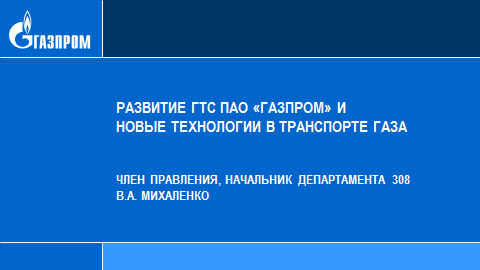 ГАЗПРОМ
РАЗВИТИЕ ГТС ПАО «ГАЗПРОМ» И
НОВЫЕ ТЕХНОЛОГИИ В ТРАНСПОРТЕ ГАЗА
ЧЛЕН ПРАВЛЕНИЯ, НАЧАЛЬНИК ДЕПАРТАМЕНТА 308
В.А. МИХАЛЕНКО